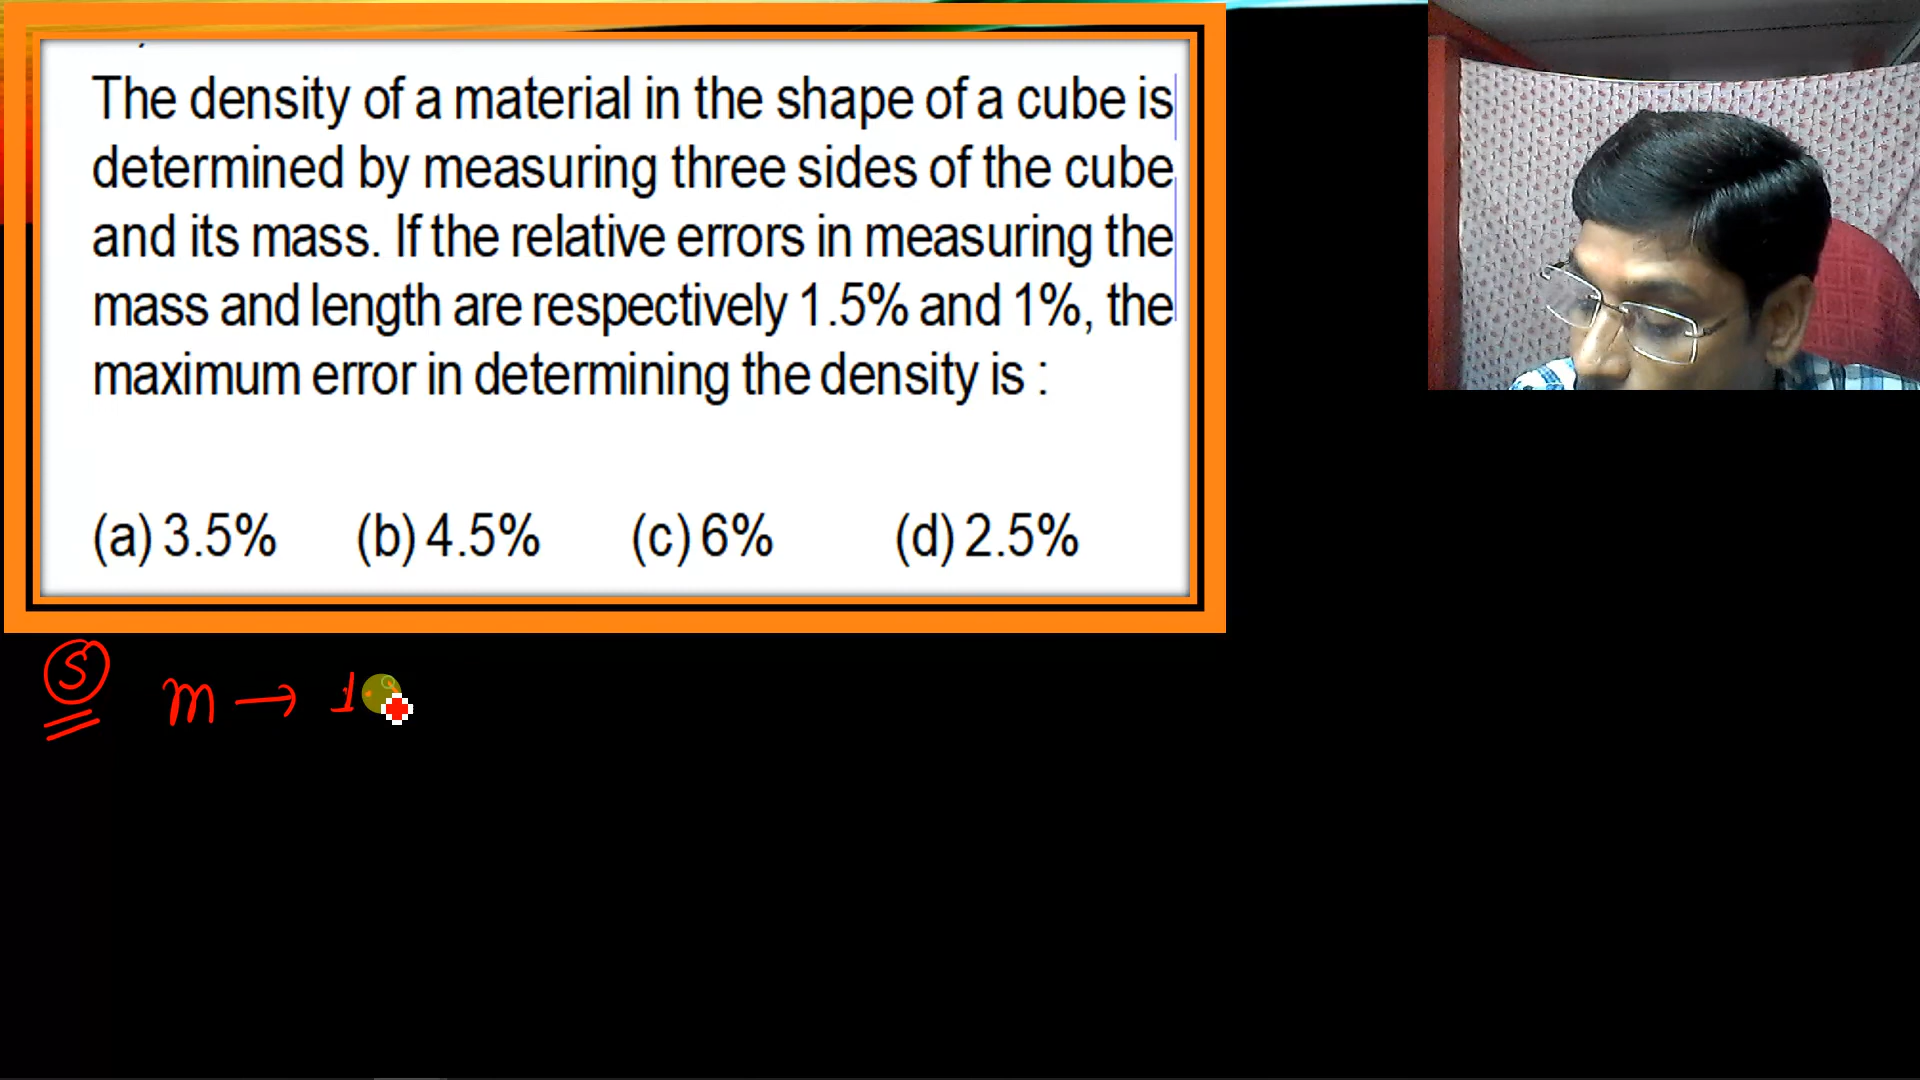 The density of a material in the shape of a cube is
determined by measuring three sides of the cube
and its mass. If the relative errors in measuring the
mass and length are respectively 1.5% and 1%, the
maximum error in determining the density is :
(a) 3.5% (b) 4.5% (c) 6% (d) 2.5%
S m → 1.